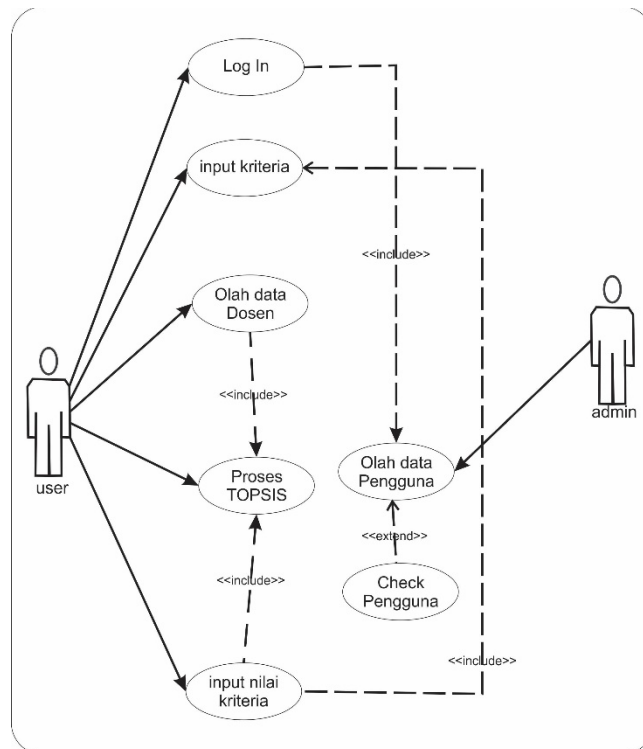 Log In
input kriteria
<<include>>
Olah data
Dosen
<<include>>
admin
user
Proses
TOPSIS
Olah data
Pengguna
<<extend>>
<<include>>
Check
Pengguna
<<include>>
input nilai
kriteria